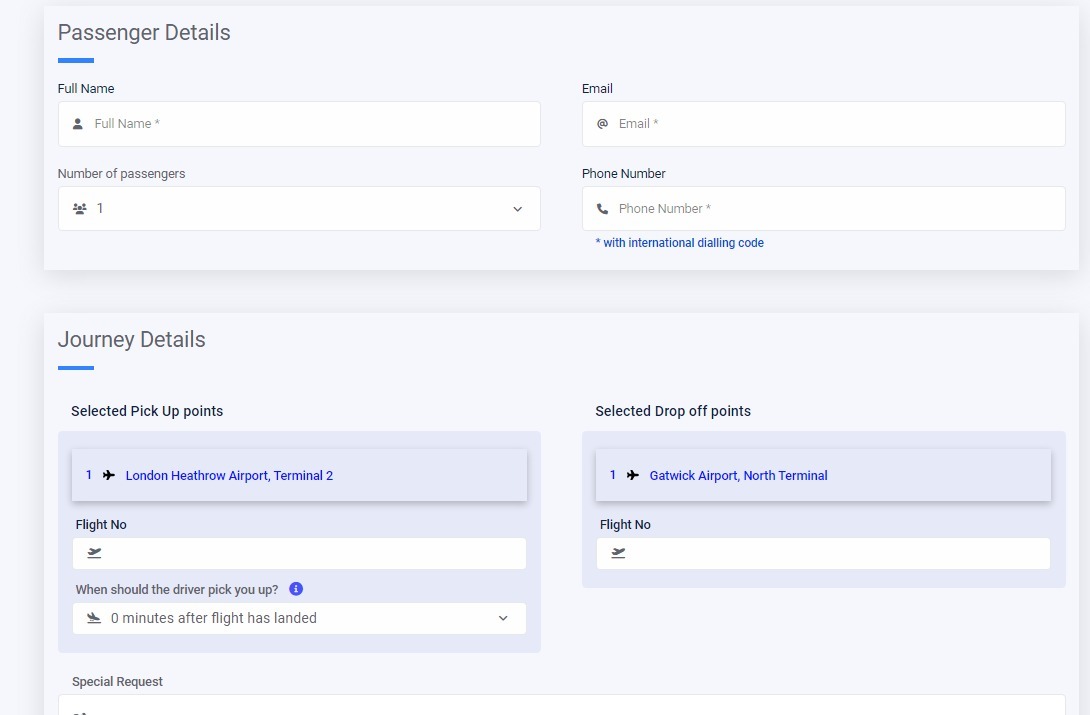 Passenger Details
Full Name
Full Name *
Email
Email *
Number of passengers
1
Phone Number
Phone Number *
* with international dialling code
Journey Details
Selected Pick Up points
1 London Heathrow Airport, Terminal 2
Flight No
When should the driver pick you up?
0 minutes after flight has landed
Selected Drop off points
1 Gatwick Airport, North Terminal
Flight No
Special Request